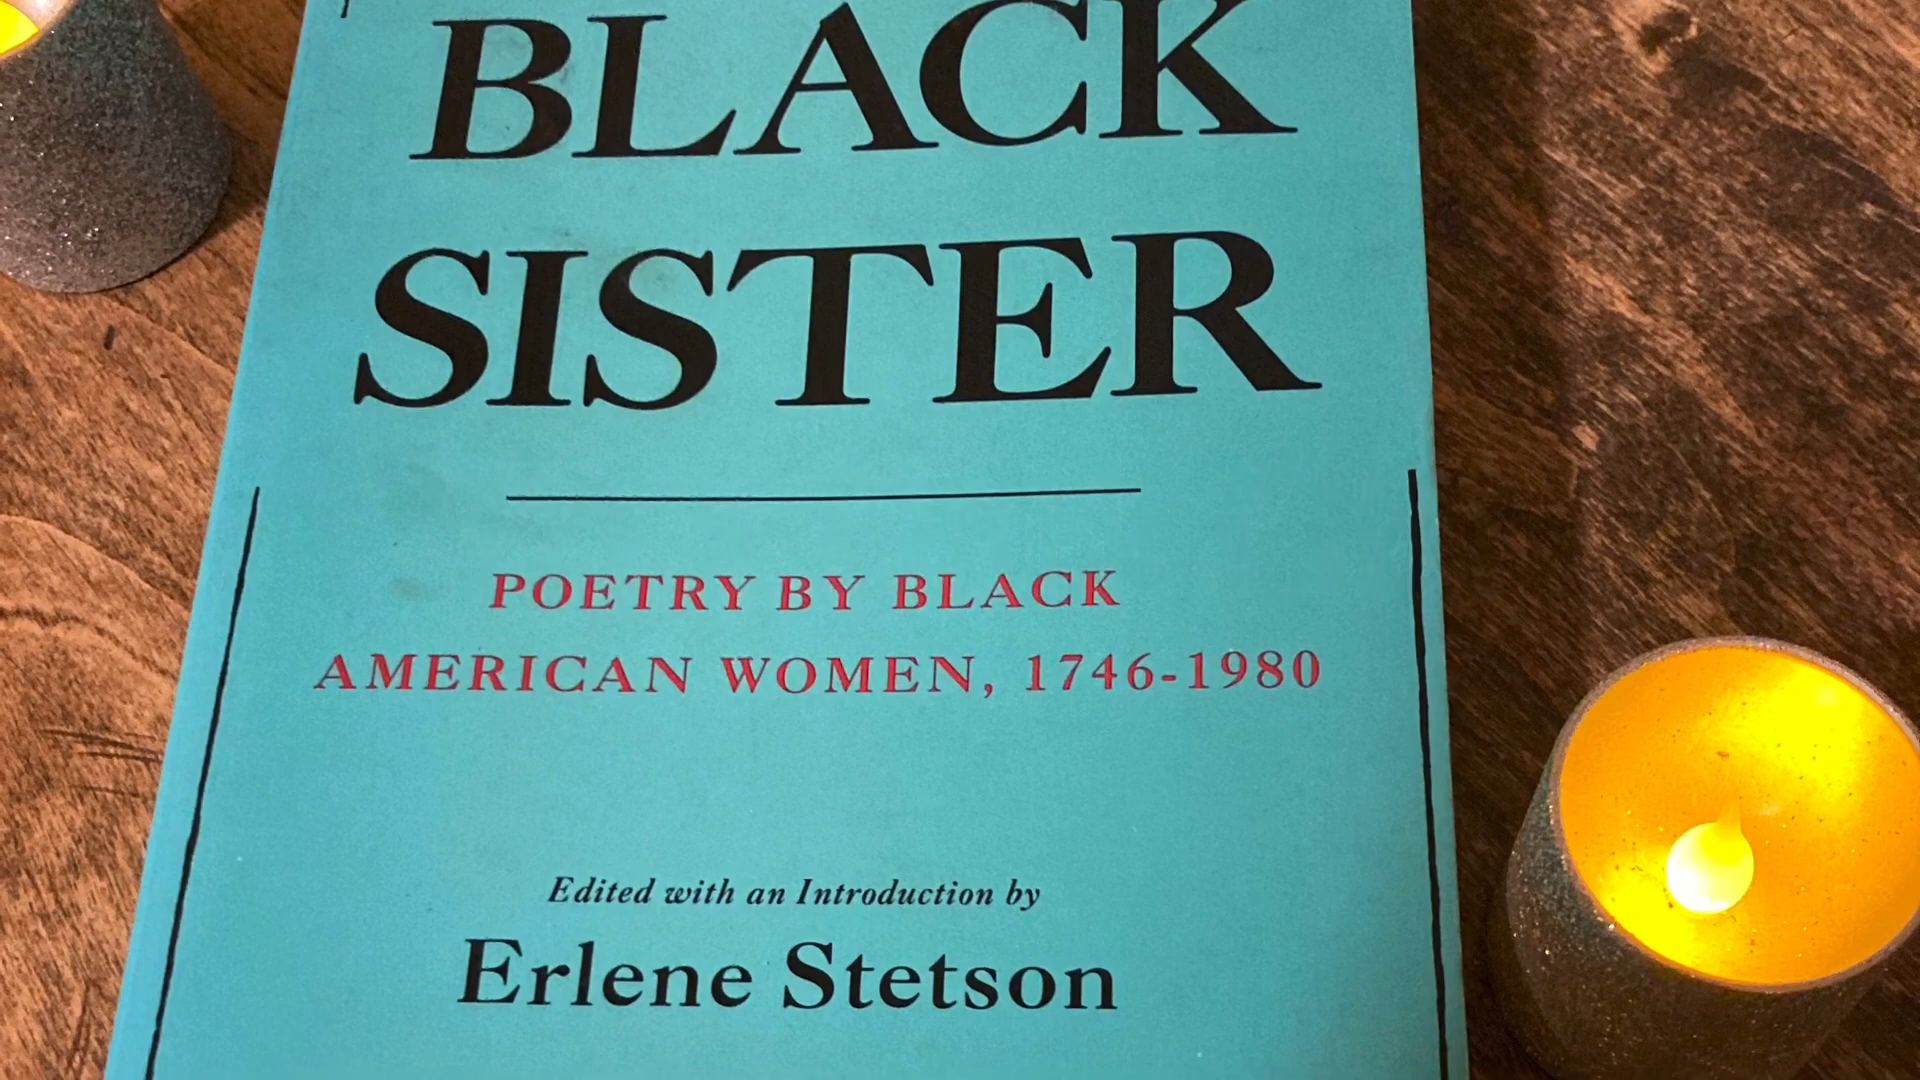 BLACK
SISTER
POETRY BY BLACK
AMERICAN WOMEN, 1746-1980
Edited with an Introduction by
Erlene Stetson